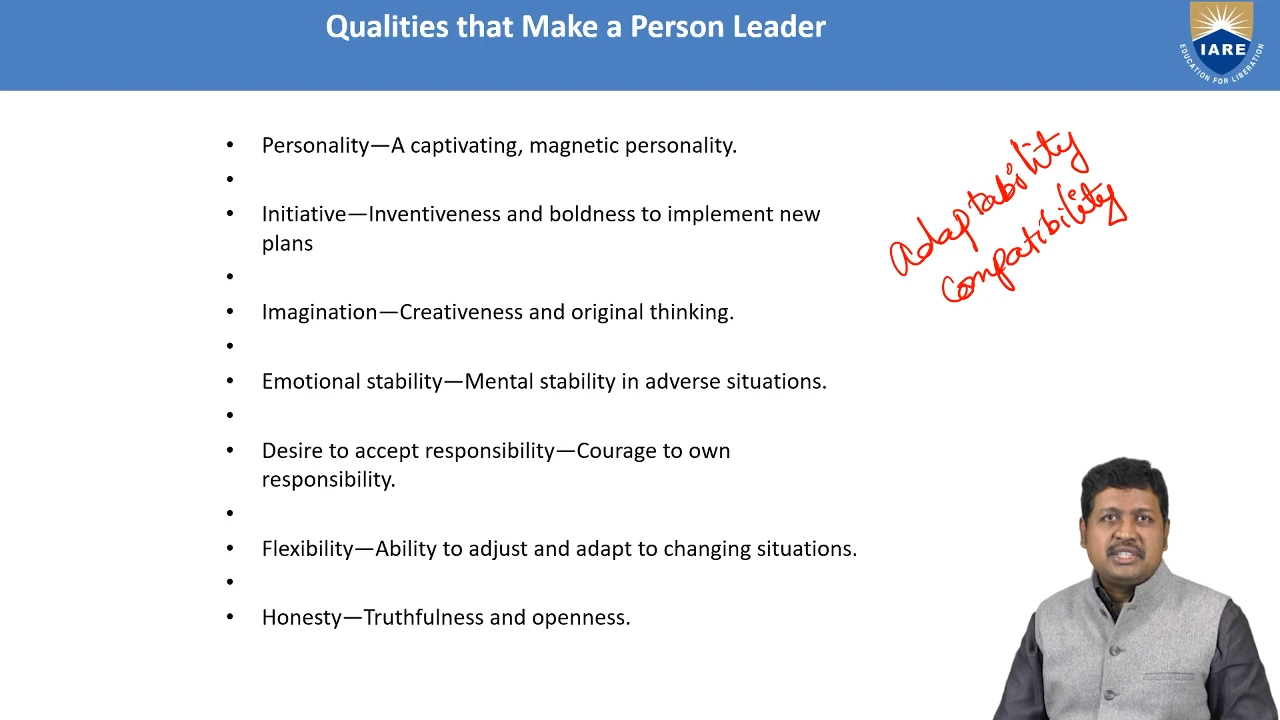 Qualities that Make a Person Leader
IARE
EDUCATION FOR LIBERATION
• Personality—A captivating, magnetic personality.
•
• Initiative—Inventiveness and boldness to implement new
plans
•
• Imagination—Creativeness and original thinking.
•
• Emotional stability—Mental stability in adverse situations.
•
• Desire to accept responsibility—Courage to own
responsibility.
•
• Flexibility—Ability to adjust and adapt to changing situations.
•
• Honesty—Truthfulness and openness.
Adaptability
Compatibility